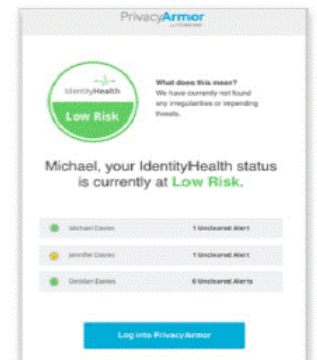 PrivacyArmor
IdentityHealth
Low Risk
What does this mean?
We have currently not found
any irregularities or impending
threats.
Michael, your IdentityHealth status
is currently at Low Risk.
Michael Davies 1 Uncleared Alert
Jennifer Davies 1 Uncleared Alert
Davies 0 Uncleared Alerts
Log into PrivacyArmor